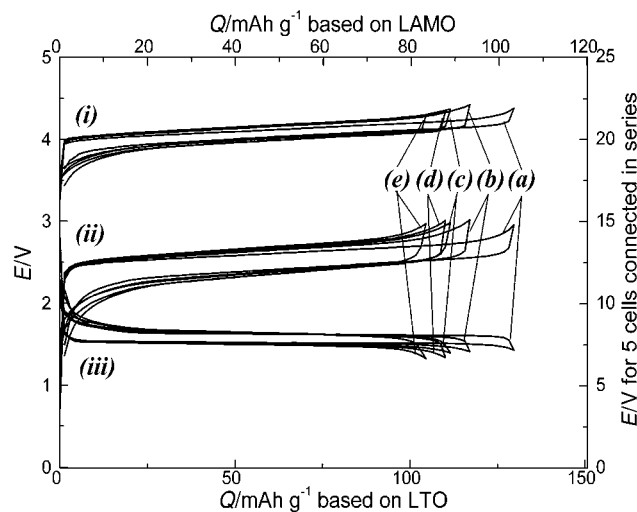 Q/mAh g⁻¹ based on LAMO
0 20 40 60 80 100 120
5 25
(i)
4 20
(e) (d) (c) (b) (a)
3 15
(ii)
E/V
E/V for 5 cells connected in series
2 10
(iii)
1 5
0 0
0 50 100 150
Q/mAh g⁻¹ based on LTO